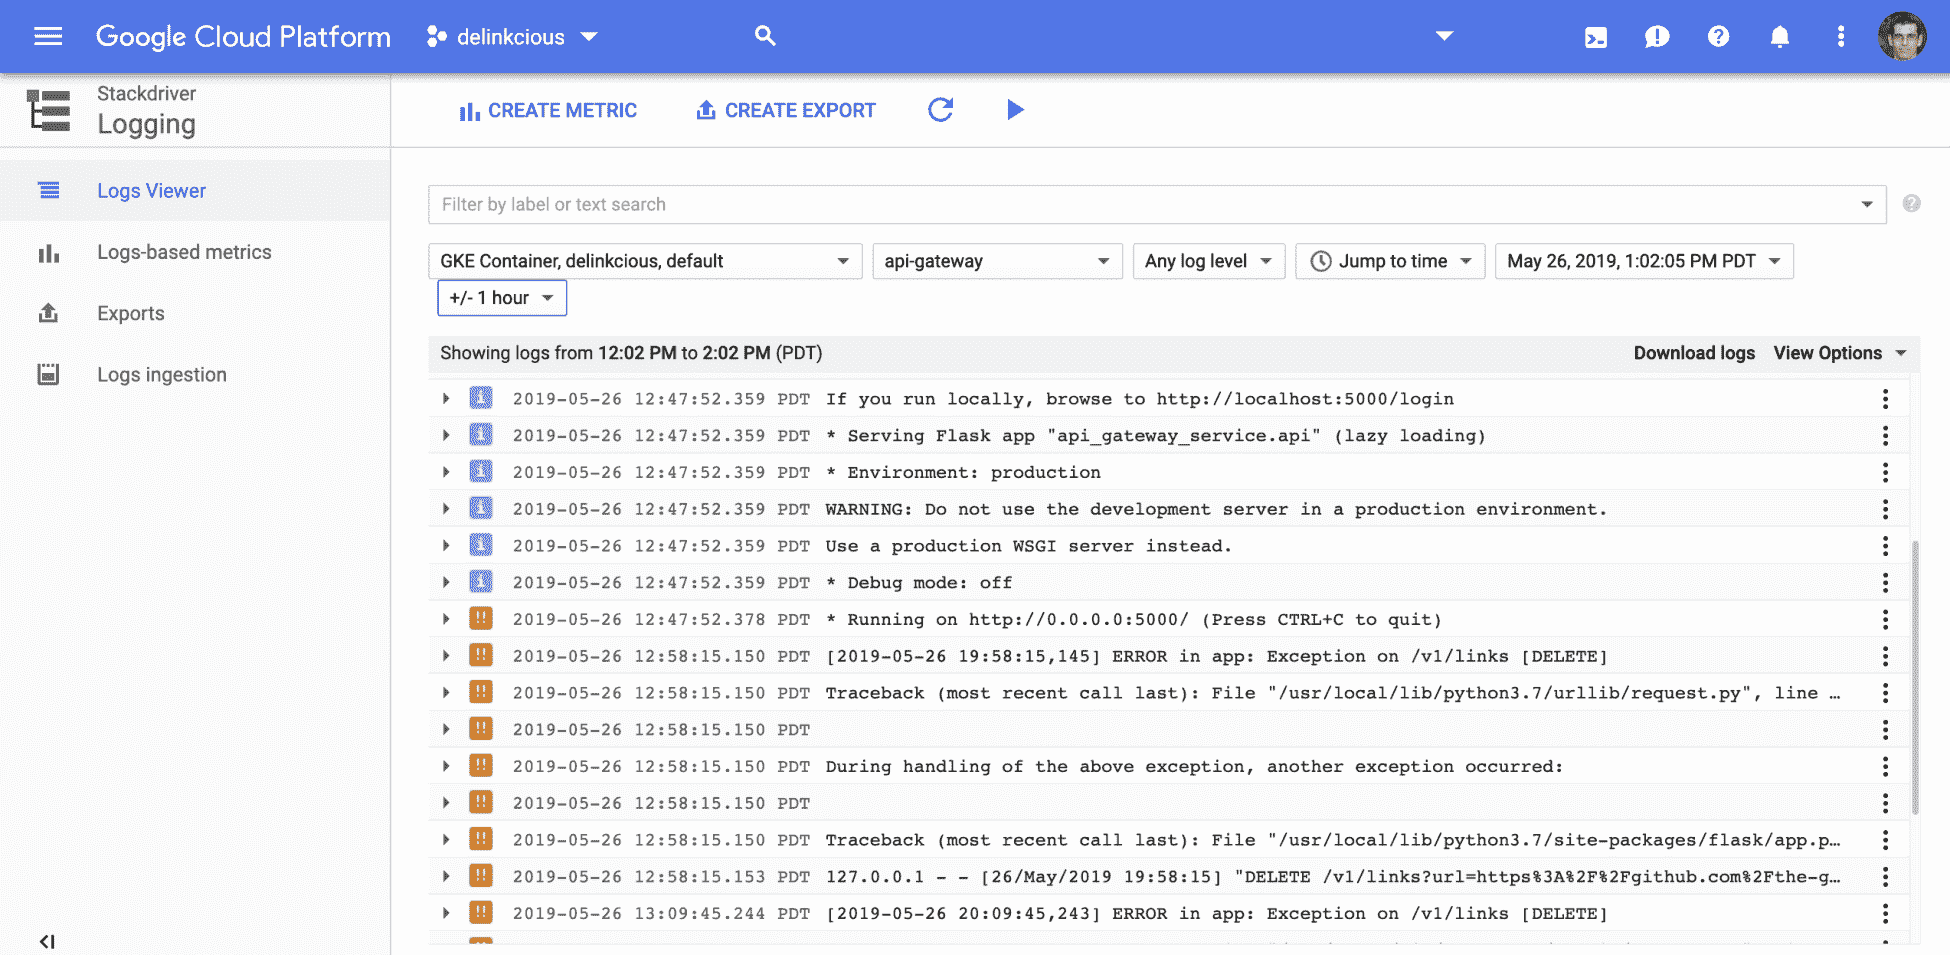 Google Cloud Platform
delinkcious
Stackdriver
Logging
CREATE METRIC
CREATE EXPORT
Logs Viewer
Logs-based metrics
Exports
Logs ingestion
Filter by label or text search
GKE Container, delinkcious, default
api-gateway
Any log level
Jump to time
May 26, 2019, 1:02:05 PM PDT
+/- 1 hour
Showing logs from 12:02 PM to 2:02 PM (PDT)
Download logs
View Options
2019-05-26 12:47:52.359 PDT If you run locally, browse to http://localhost:5000/login
2019-05-26 12:47:52.359 PDT * Serving Flask app "api_gateway_service.api" (lazy loading)
2019-05-26 12:47:52.359 PDT * Environment: production
2019-05-26 12:47:52.359 PDT WARNING: Do not use the development server in a production environment.
2019-05-26 12:47:52.359 PDT Use a production WSGI server instead.
2019-05-26 12:47:52.359 PDT * Debug mode: off
2019-05-26 12:47:52.378 PDT * Running on http://0.0.0.0:5000/ (Press CTRL+C to quit)
2019-05-26 12:58:15.150 PDT [2019-05-26 19:58:15,145] ERROR in app: Exception on /v1/links [DELETE]
2019-05-26 12:58:15.150 PDT Traceback (most recent call last): File "/usr/local/lib/python3.7/urllib/request.py", line …
2019-05-26 12:58:15.150 PDT
2019-05-26 12:58:15.150 PDT During handling of the above exception, another exception occurred:
2019-05-26 12:58:15.150 PDT
2019-05-26 12:58:15.150 PDT Traceback (most recent call last): File "/usr/local/lib/python3.7/site-packages/flask/app.p…
2019-05-26 12:58:15.153 PDT 127.0.0.1 - - [26/May/2019 19:58:15] "DELETE /v1/links?url=https%3A%2F%2Fgithub.com%2Fthe-g…
2019-05-26 13:09:45.244 PDT [2019-05-26 20:09:45,243] ERROR in app: Exception on /v1/links [DELETE]